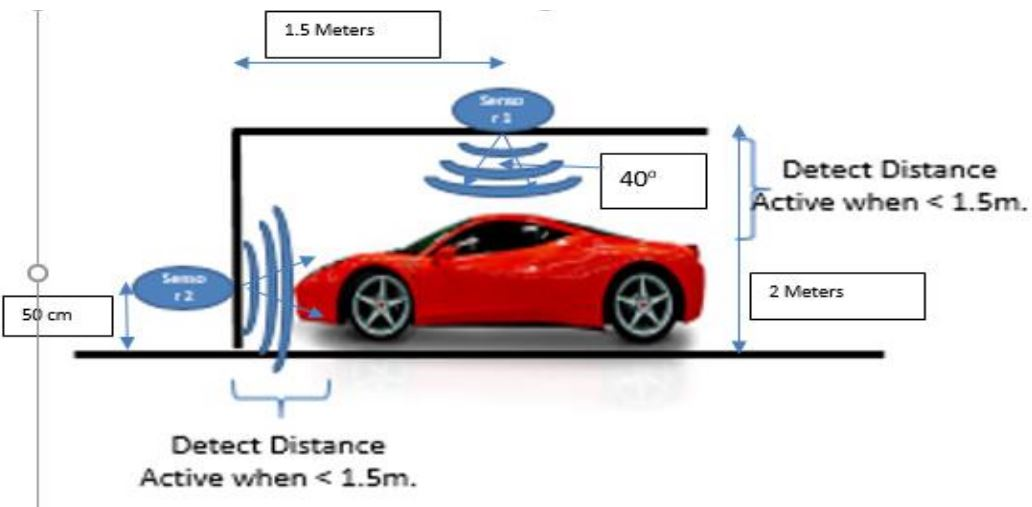 1.5 Meters
Senso
r 1
40°
Detect Distance
Active when < 1.5m.
Senso
r 2
50 cm
2 Meters
Detect Distance
Active when < 1.5m.